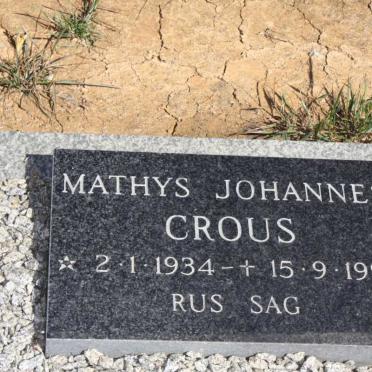 MATHYS JOHANNE
CROUS
☆ 2·1·1934-✝ 15·9·19
RUS SAG